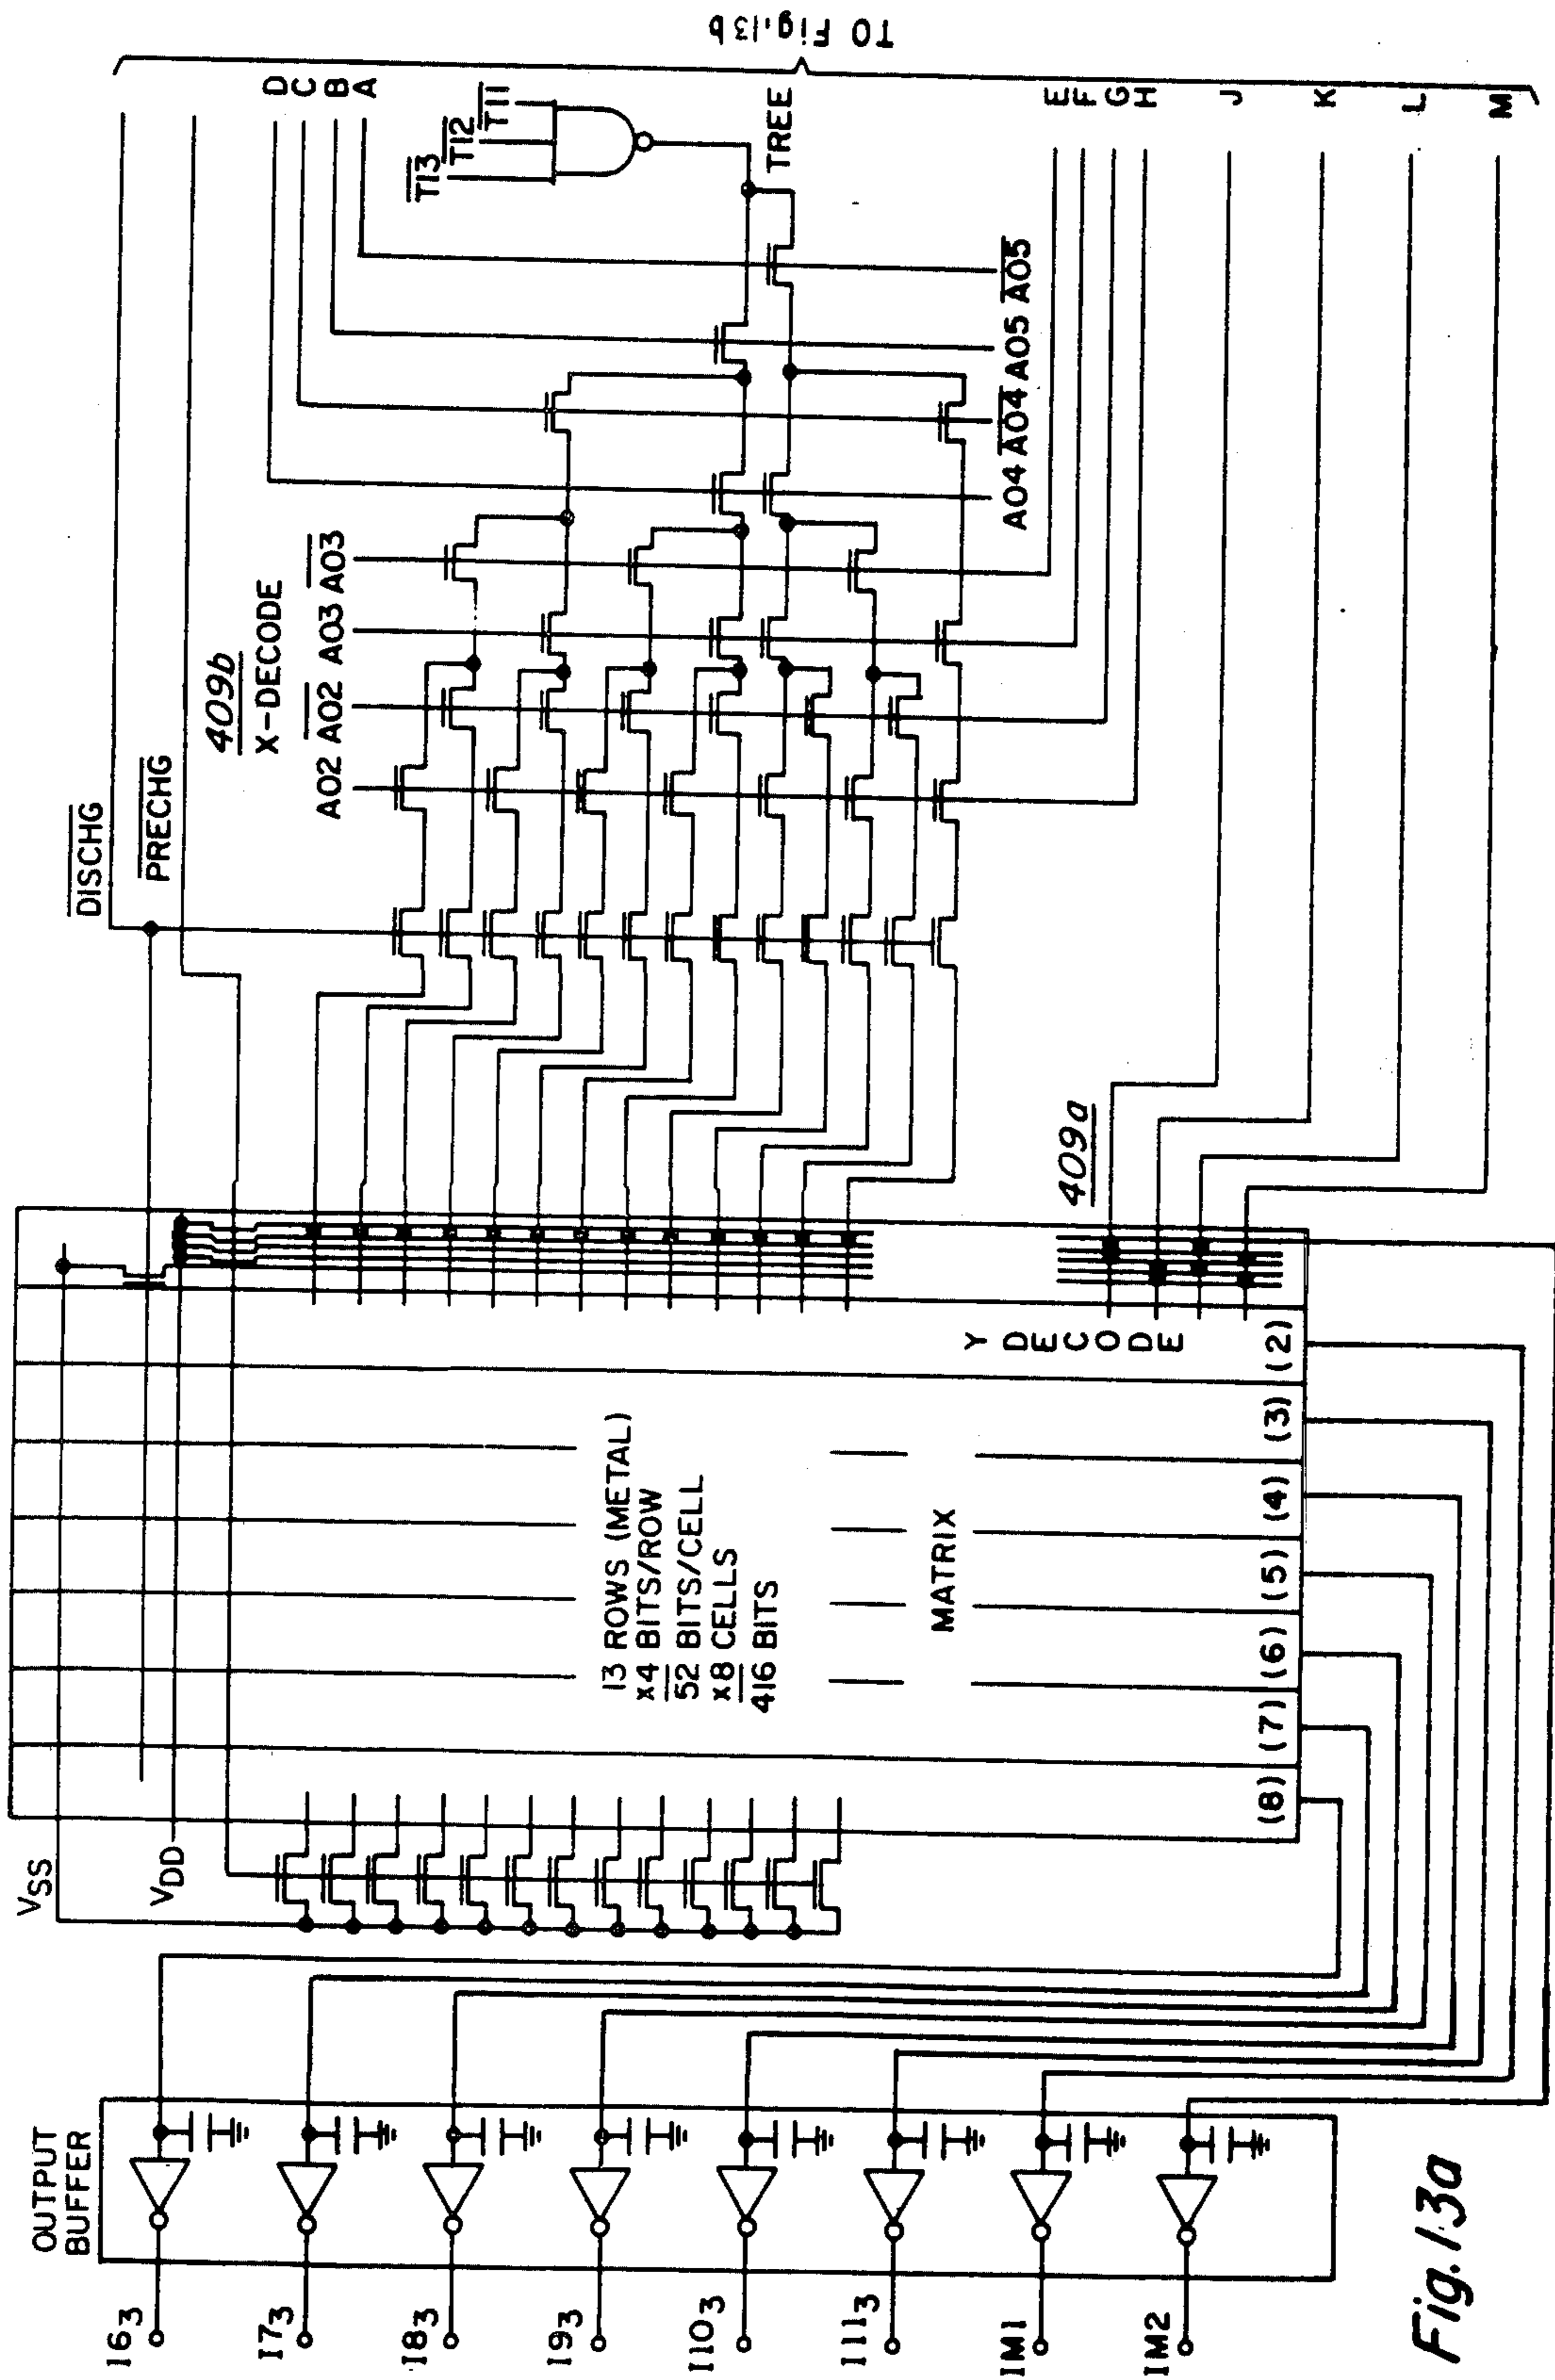 TO Fig.13b
D
C
B
A
T13
T12
T11
TREE
E
F
G
H
J
K
L
M
DISCHG
PRECHG
409b
X-DECODE
A02 A02 A03 A03
A04 A04 A05 A05
409a
Y DECODE
VSS
VDD
13 ROWS (METAL)
x4 BITS/ROW
52 BITS/CELL
x8 CELLS
416 BITS
MATRIX
(8) (7) (6) (5) (4) (3) (2)
OUTPUT
BUFFER
I63
I73
I83
I93
I103
I113
IM1
IM2
Fig.13a